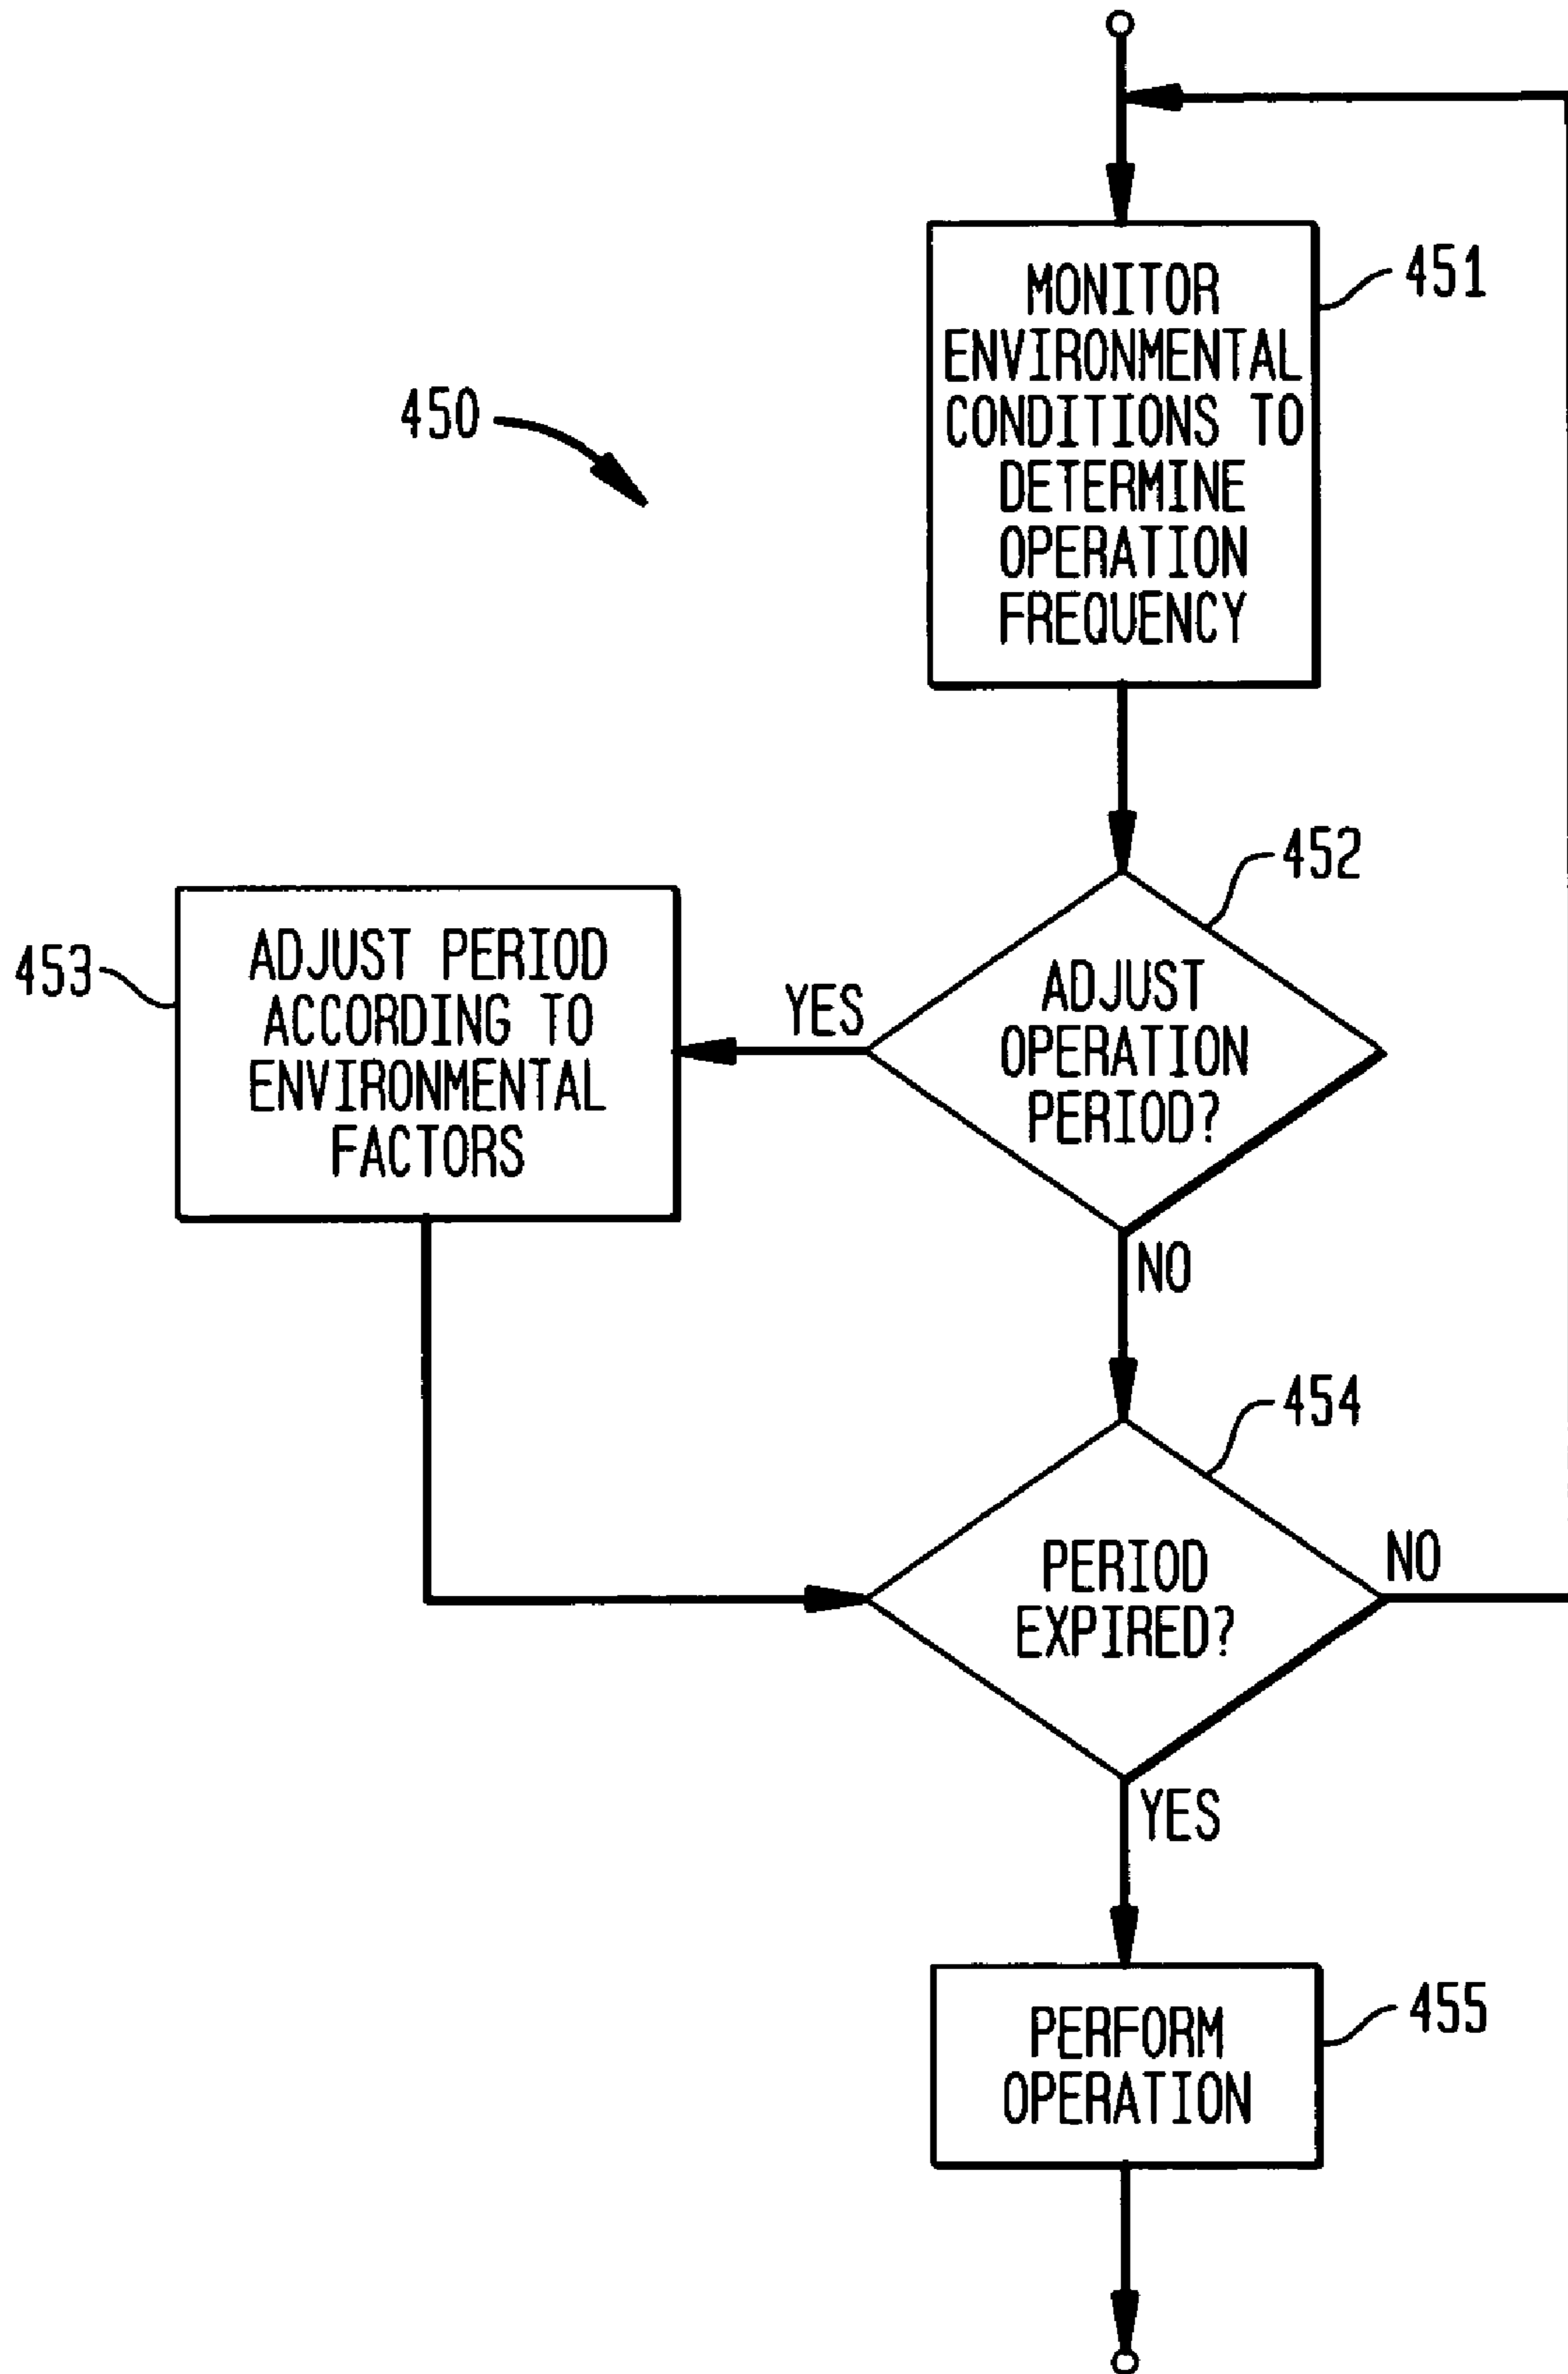 MONITOR
ENVIRONMENTAL
CONDITIONS TO
DETERMINE
OPERATION
FREQUENCY
451
450
452
ADJUST
OPERATION
PERIOD?
YES
NO
453
ADJUST PERIOD
ACCORDING TO
ENVIRONMENTAL
FACTORS
454
PERIOD
EXPIRED?
NO
YES
455
PERFORM
OPERATION